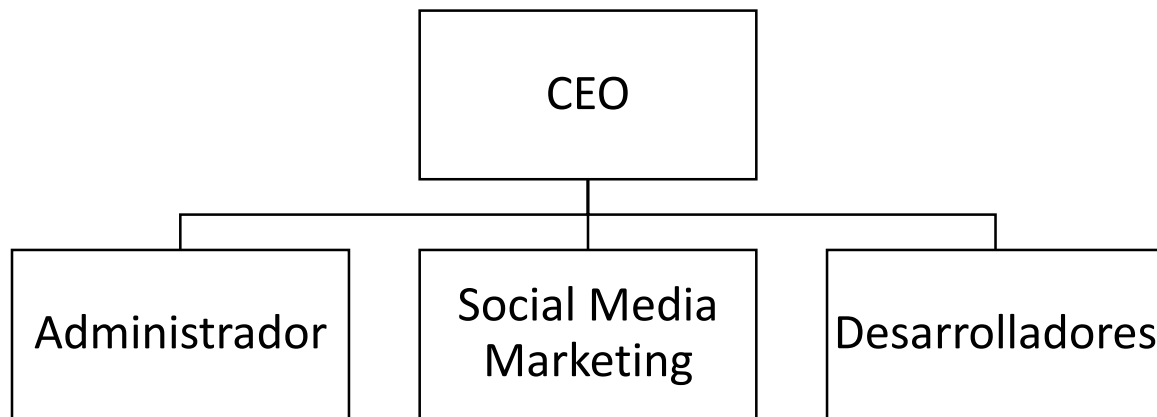 CEO
Administrador
Social Media
Marketing
Desarrolladores